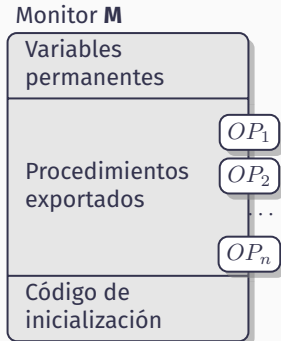 Monitor M
Variables
permanentes
OP1
Procedimientos
exportados
OP2
...
OPn
Código de
inicialización